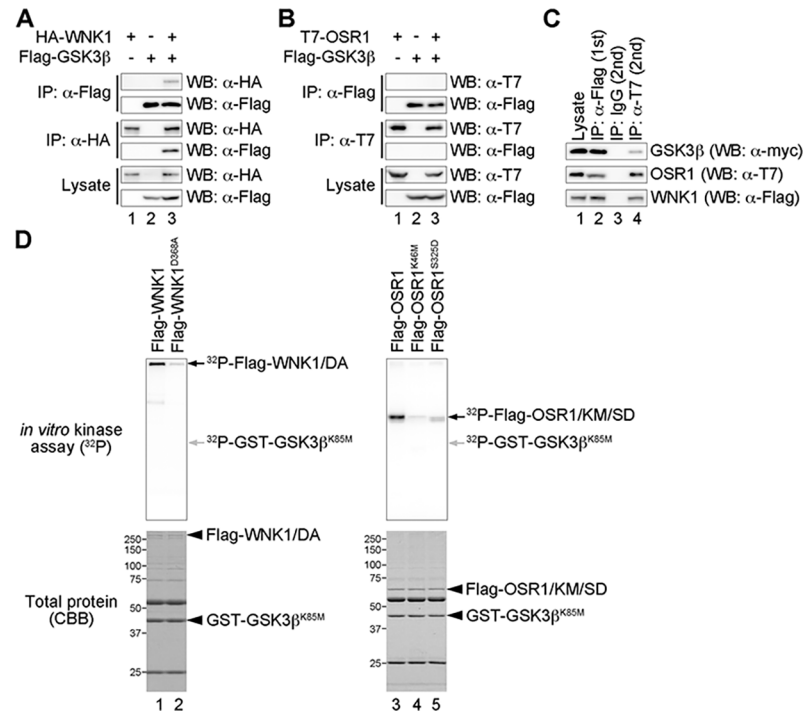 A
HA-WNK1 + - +
Flag-GSK3β - + +
IP: α-Flag
WB: α-HA
WB: α-Flag
IP: α-HA
WB: α-HA
WB: α-Flag
Lysate
WB: α-HA
WB: α-Flag
1 2 3
B
T7-OSR1 + - +
Flag-GSK3β - + +
IP: α-Flag
WB: α-T7
WB: α-Flag
IP: α-T7
WB: α-T7
WB: α-Flag
Lysate
WB: α-T7
WB: α-Flag
1 2 3
C
Lysate
IP: α-Flag (1st)
IP: IgG (2nd)
IP: α-T7 (2nd)
GSK3β (WB: α-myc)
OSR1 (WB: α-T7)
WNK1 (WB: α-Flag)
1 2 3 4
D
Flag-WNK1
Flag-WNK1D368A
in vitro kinase
assay (32P)
32P-Flag-WNK1/DA
32P-GST-GSK3βK85M
Total protein
(CBB)
250
150
100
75
50
37
25
Flag-WNK1/DA
GST-GSK3βK85M
1 2
Flag-OSR1
Flag-OSR1K46M
Flag-OSR1S325D
32P-Flag-OSR1/KM/SD
32P-GST-GSK3βK85M
250
150
100
75
50
37
25
Flag-OSR1/KM/SD
GST-GSK3βK85M
3 4 5